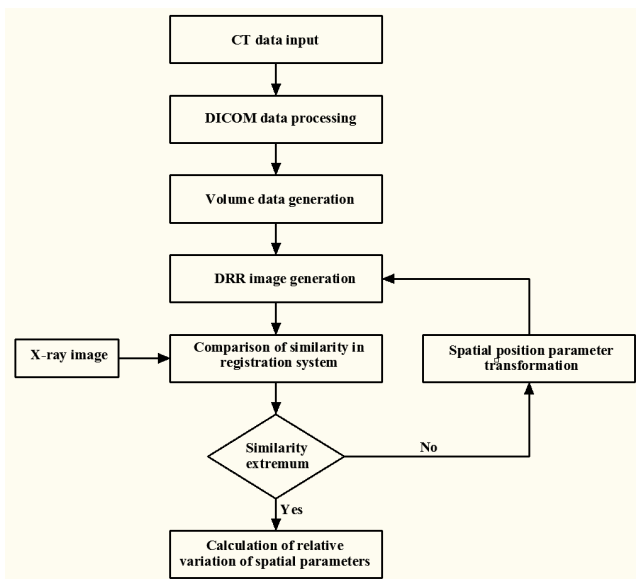 CT data input
DICOM data processing
Volume data generation
DRR image generation
X-ray image
Comparison of similarity in
registration system
Spatial position parameter
transformation
Similarity
extremum
No
Yes
Calculation of relative
variation of spatial parameters